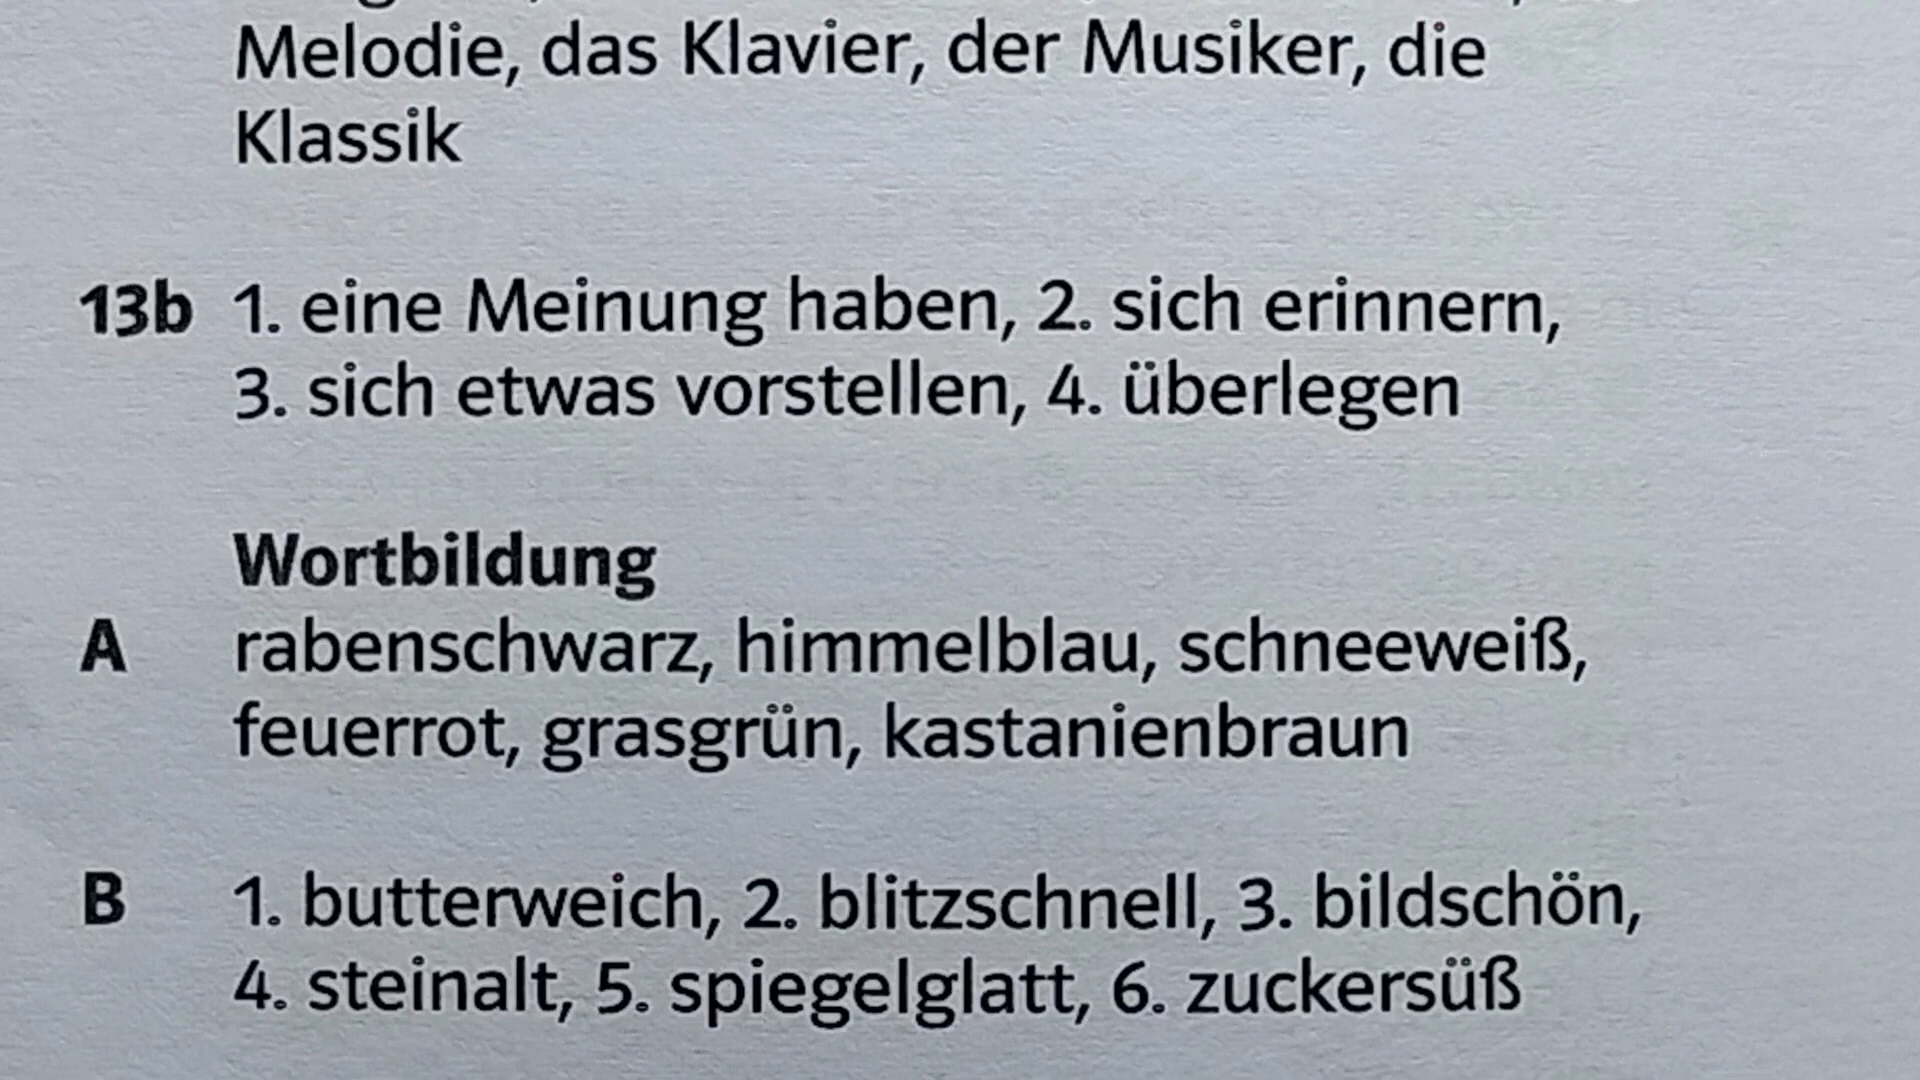 Melodie, das Klavier, der Musiker, die
Klassik
13b 1. eine Meinung haben, 2. sich erinnern,
3. sich etwas vorstellen, 4. überlegen
Wortbildung
A rabenschwarz, himmelblau, schneeweiß,
feuerrot, grasgrün, kastanienbraun
B 1. butterweich, 2. blitzschnell, 3. bildschön,
4. steinalt, 5. spiegelglatt, 6. zuckersüß